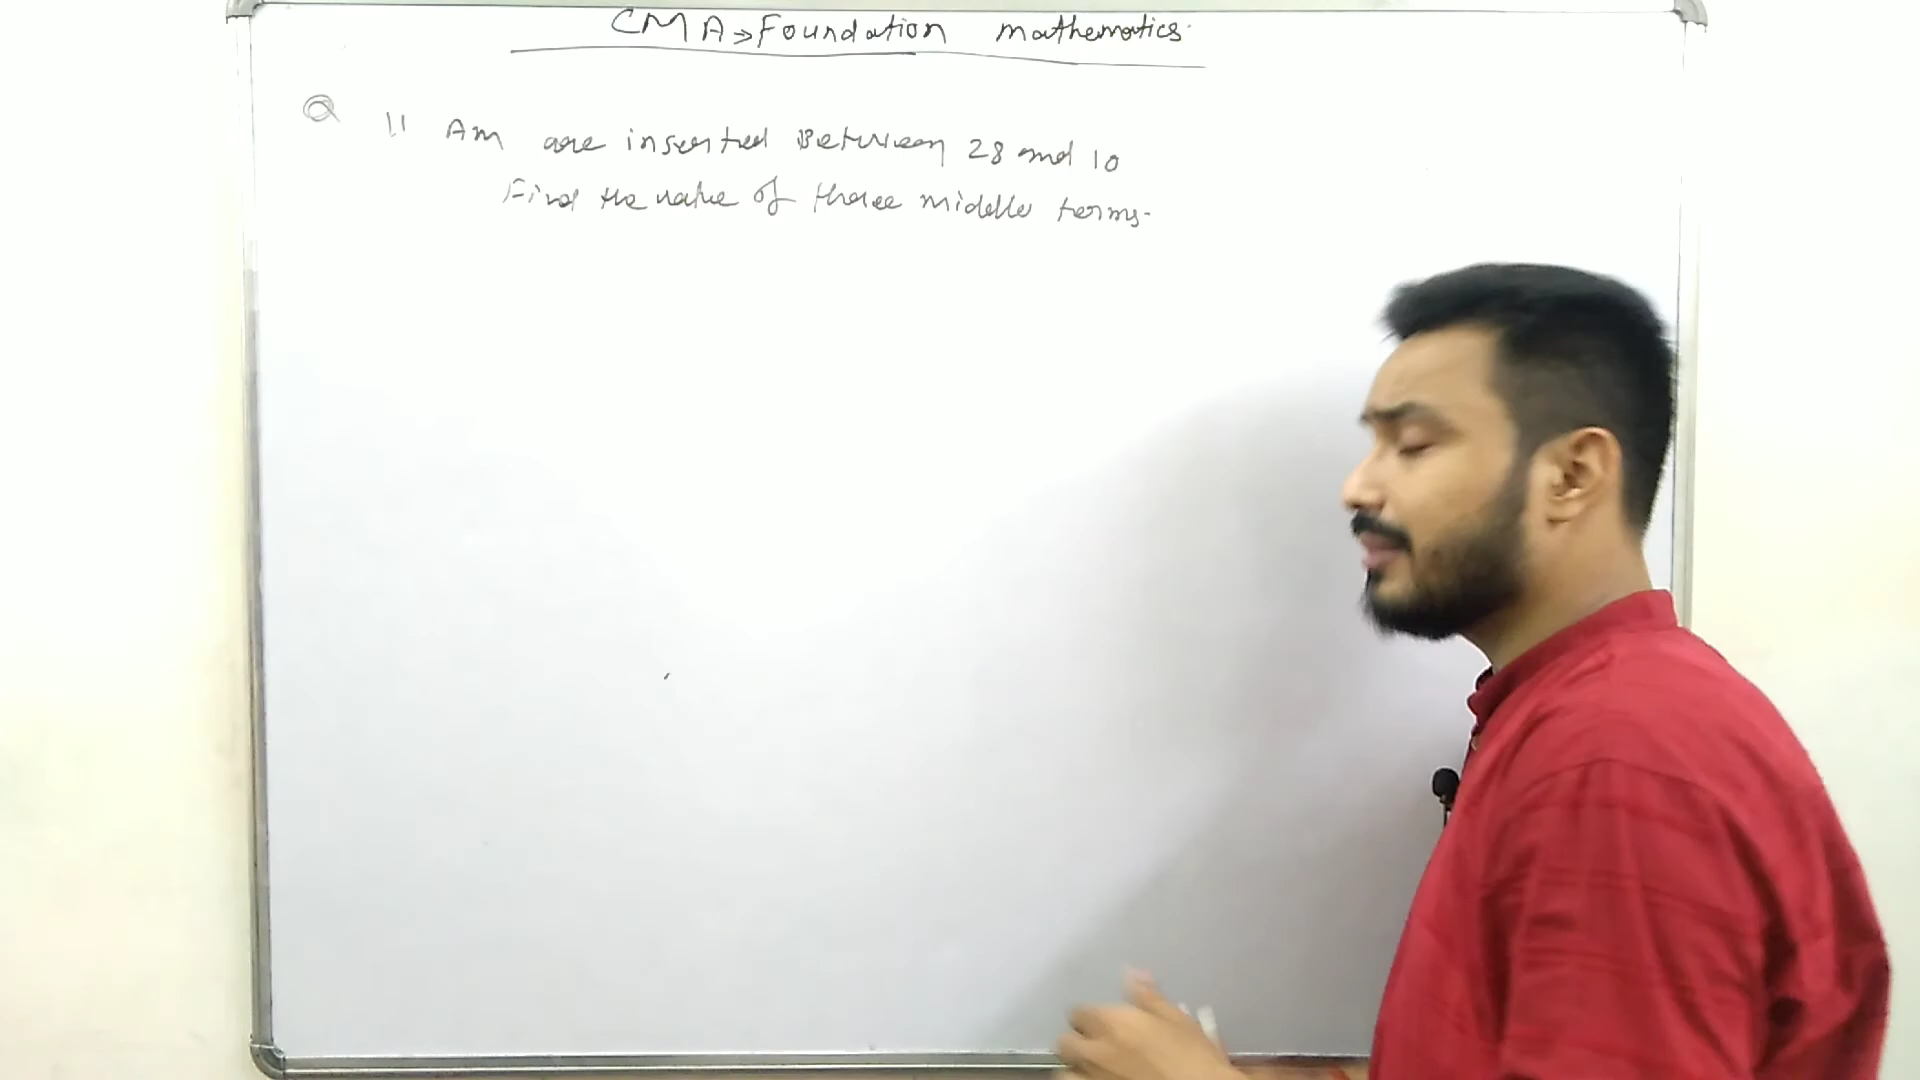 CMA → Foundation mathematics.
Q 11 AM are inserted Between 28 and 10
Find the value of three middle terms.